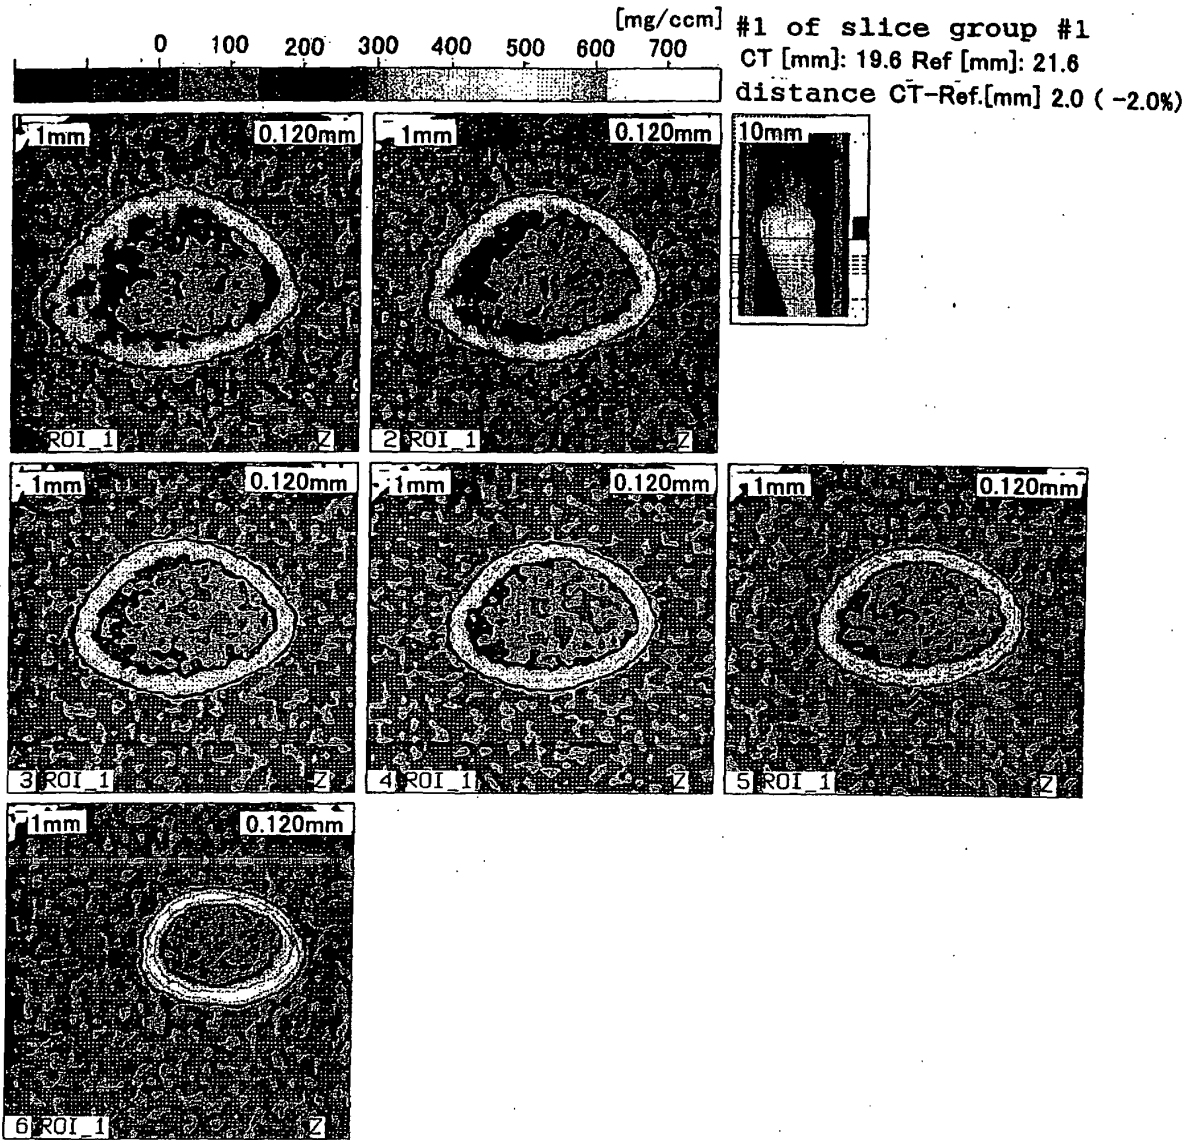 [mg/ccm]
0 100 200 300 400 500 600 700
#1 of slice group #1
CT [mm]: 19.6 Ref [mm]: 21.6
distance CT-Ref.[mm] 2.0 ( -2.0%)
1mm 0.120mm
ROI_1 Z
1mm 0.120mm
2 ROI_1 Z
10mm
1mm 0.120mm
3 ROI_1 Z
1mm 0.120mm
4 ROI_1 Z
1mm 0.120mm
5 ROI_1 Z
1mm 0.120mm
6 ROI_1 Z